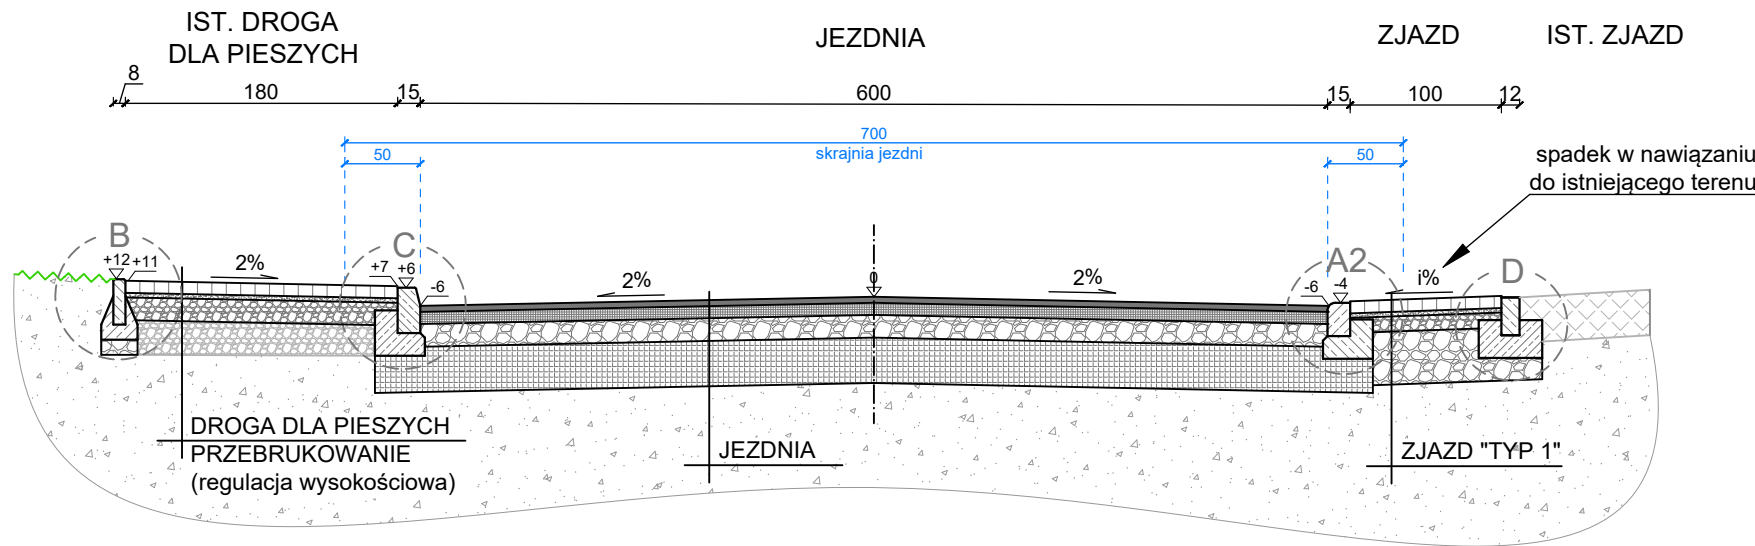 IST. DROGA
DLA PIESZYCH
JEZDNIA
ZJAZD
IST. ZJAZD
8
180
15
600
15
100
12
700
skrajnia jezdni
50
50
spadek w nawiązaniu
do istniejącego terenu
B
+12
+11
2%
C
+7
+6
-6
2%
0
2%
A2
-6
-4
i%
D
DROGA DLA PIESZYCH
PRZEBRUKOWANIE
(regulacja wysokościowa)
JEZDNIA
ZJAZD "TYP 1"